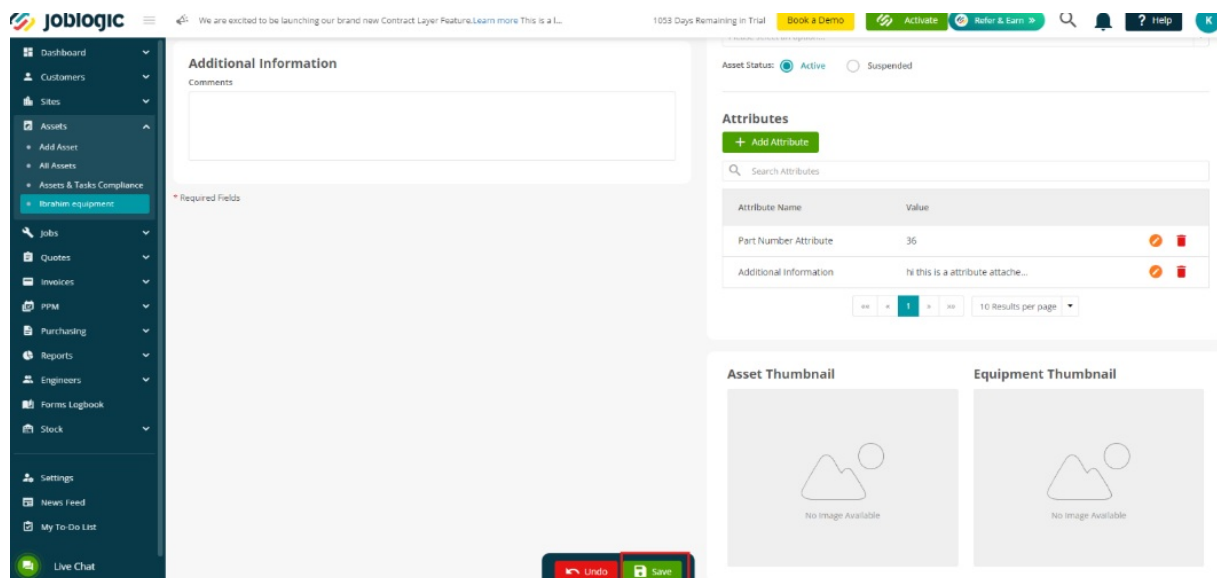 joblogic
We are excited to be launching our brand new Contract Layer Feature.Learn more This is a l...
1053 Days Remaining in Trial
Book a Demo
Activate
Refer & Earn »
? Help
K
Dashboard
Customers
Sites
Assets
Add Asset
All Assets
Assets & Tasks Compliance
Ibrahim equipment
Jobs
Quotes
Invoices
PPM
Purchasing
Reports
Engineers
Forms Logbook
Stock
Settings
News Feed
My To-Do List
Live Chat
Additional Information
Comments
* Required Fields
Undo
Save
Asset Status: Active Suspended
Attributes
+ Add Attribute
Search Attributes
Attribute Name Value
Part Number Attribute 36
Additional Information hi this is a attribute attache...
«« « 1 » »» 10 Results per page
Asset Thumbnail
No Image Available
Equipment Thumbnail
No Image Available